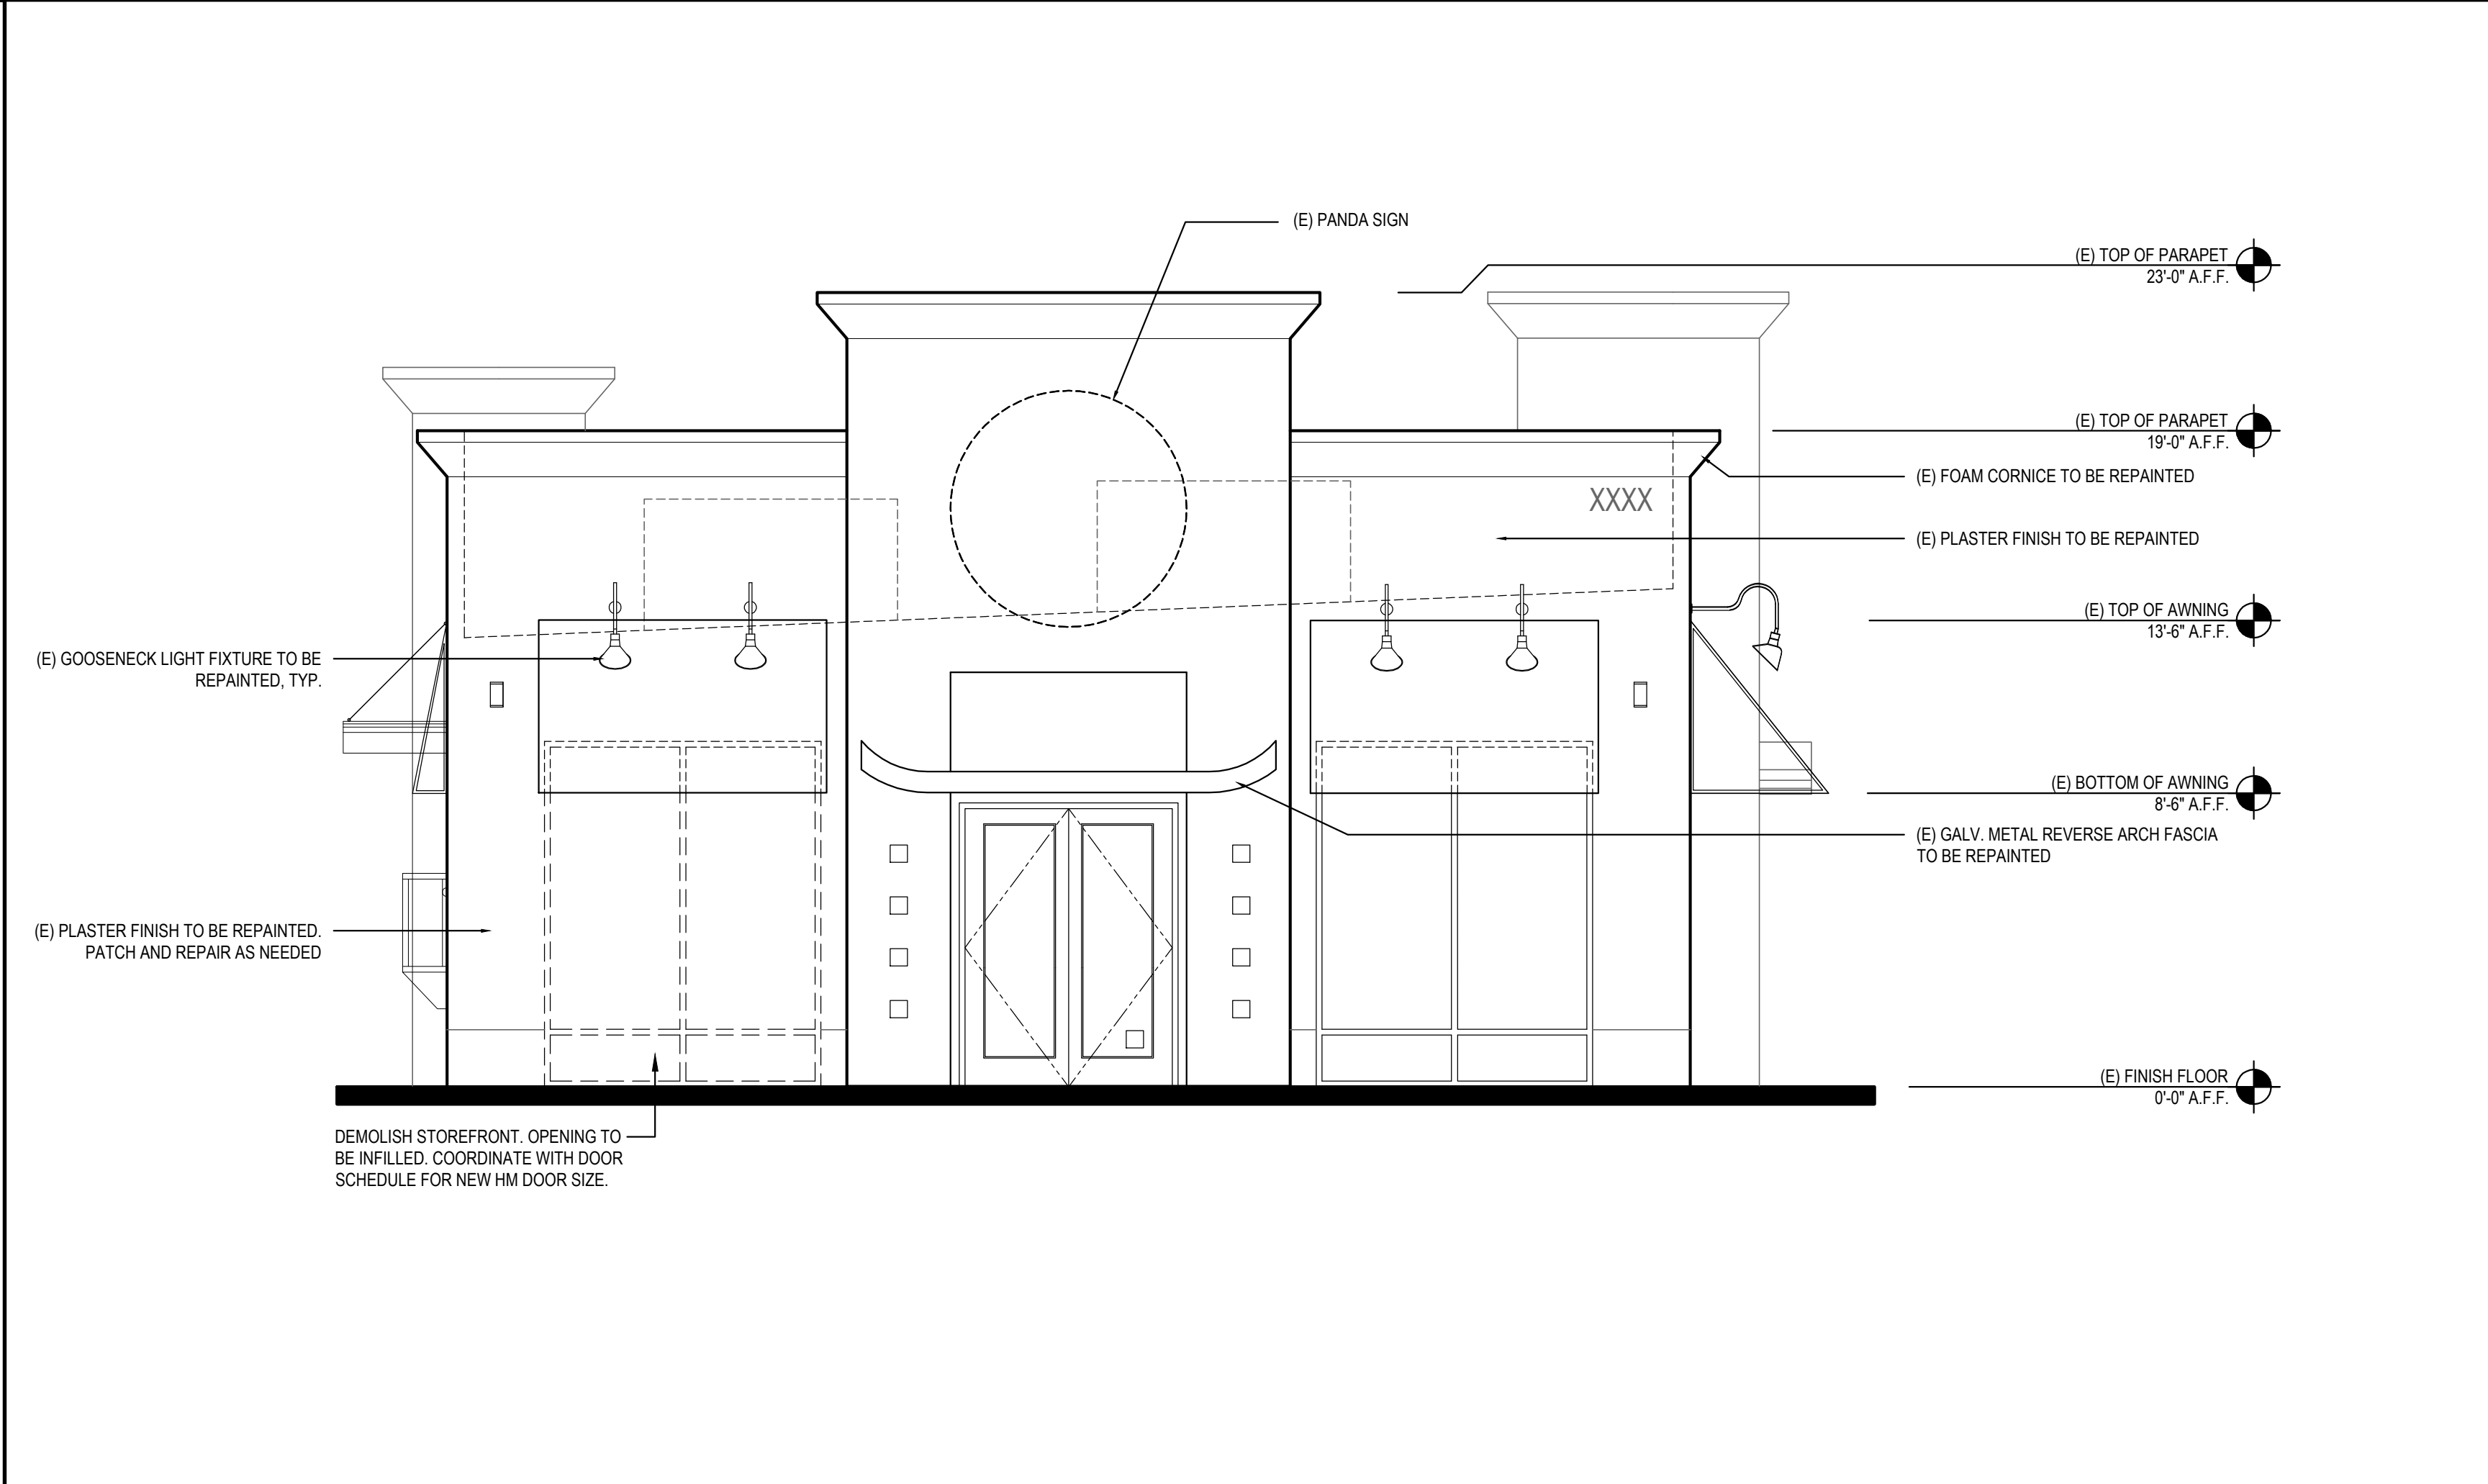 (E) PANDA SIGN
(E) TOP OF PARAPET
23'-0" A.F.F.
(E) TOP OF PARAPET
19'-0" A.F.F.
(E) FOAM CORNICE TO BE REPAINTED
XXXX
(E) PLASTER FINISH TO BE REPAINTED
(E) TOP OF AWNING
13'-6" A.F.F.
(E) GOOSENECK LIGHT FIXTURE TO BE
REPAINTED, TYP.
(E) BOTTOM OF AWNING
8'-6" A.F.F.
(E) GALV. METAL REVERSE ARCH FASCIA
TO BE REPAINTED
(E) PLASTER FINISH TO BE REPAINTED.
PATCH AND REPAIR AS NEEDED
(E) FINISH FLOOR
0'-0" A.F.F.
DEMOLISH STOREFRONT. OPENING TO
BE INFILLED. COORDINATE WITH DOOR
SCHEDULE FOR NEW HM DOOR SIZE.